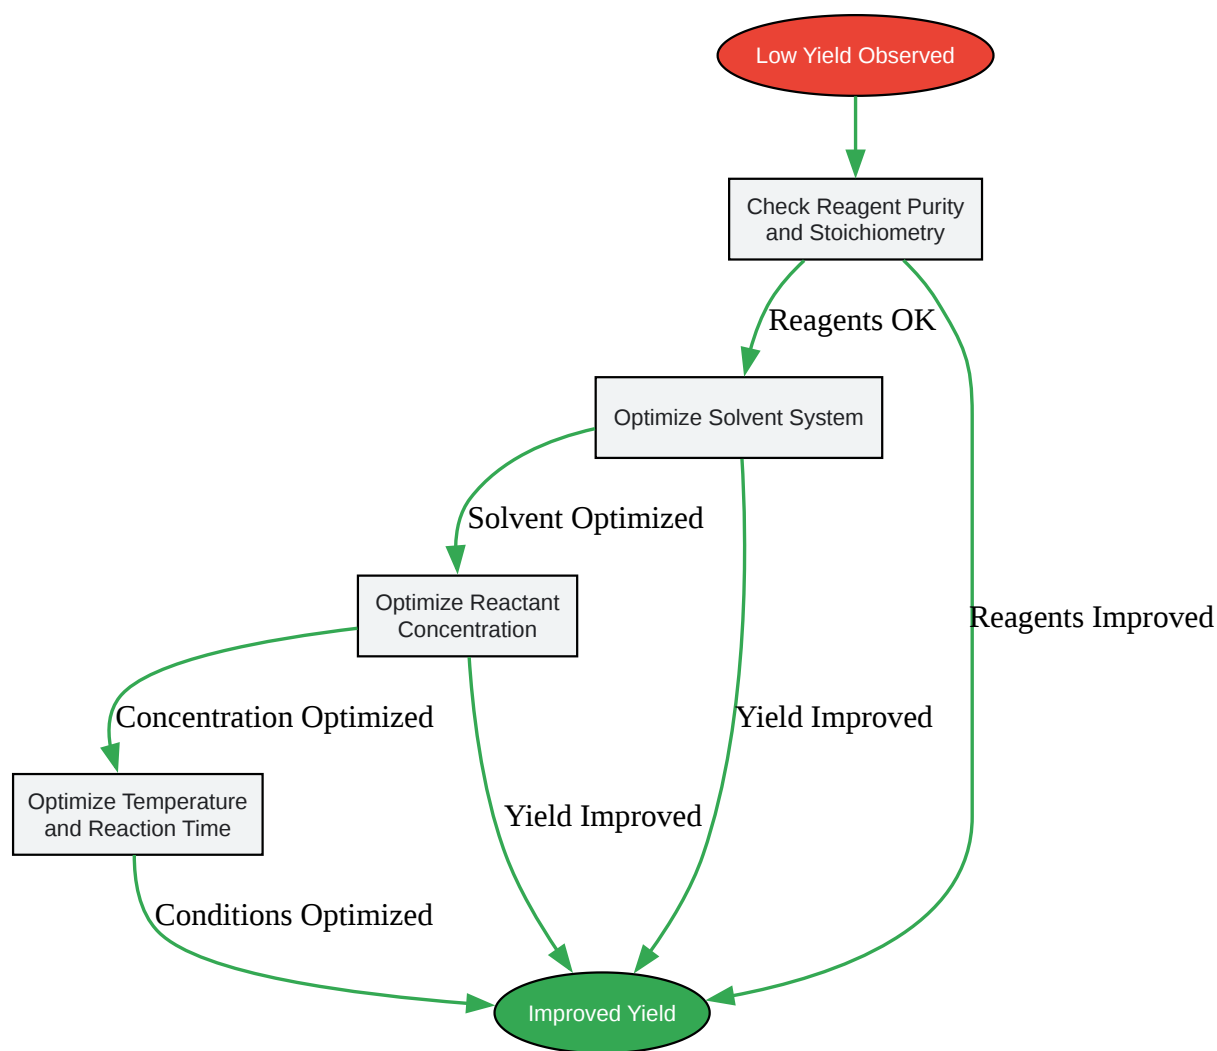 Low Yield Observed
Check Reagent Purity
and Stoichiometry
Reagents OK
Optimize Solvent System
Solvent Optimized
Optimize Reactant
Concentration
Reagents Improved
Concentration Optimized
Yield Improved
Optimize Temperature
and Reaction Time
Yield Improved
Conditions Optimized
Improved Yield